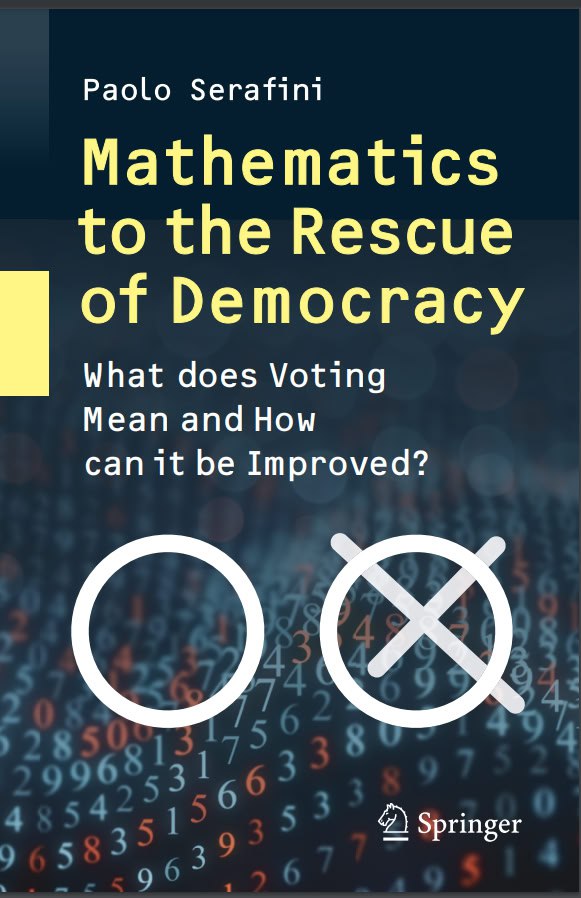 Paolo Serafini
Mathematics
to the Rescue
of Democracy
What does Voting
Mean and How
can it be Improved?
Springer